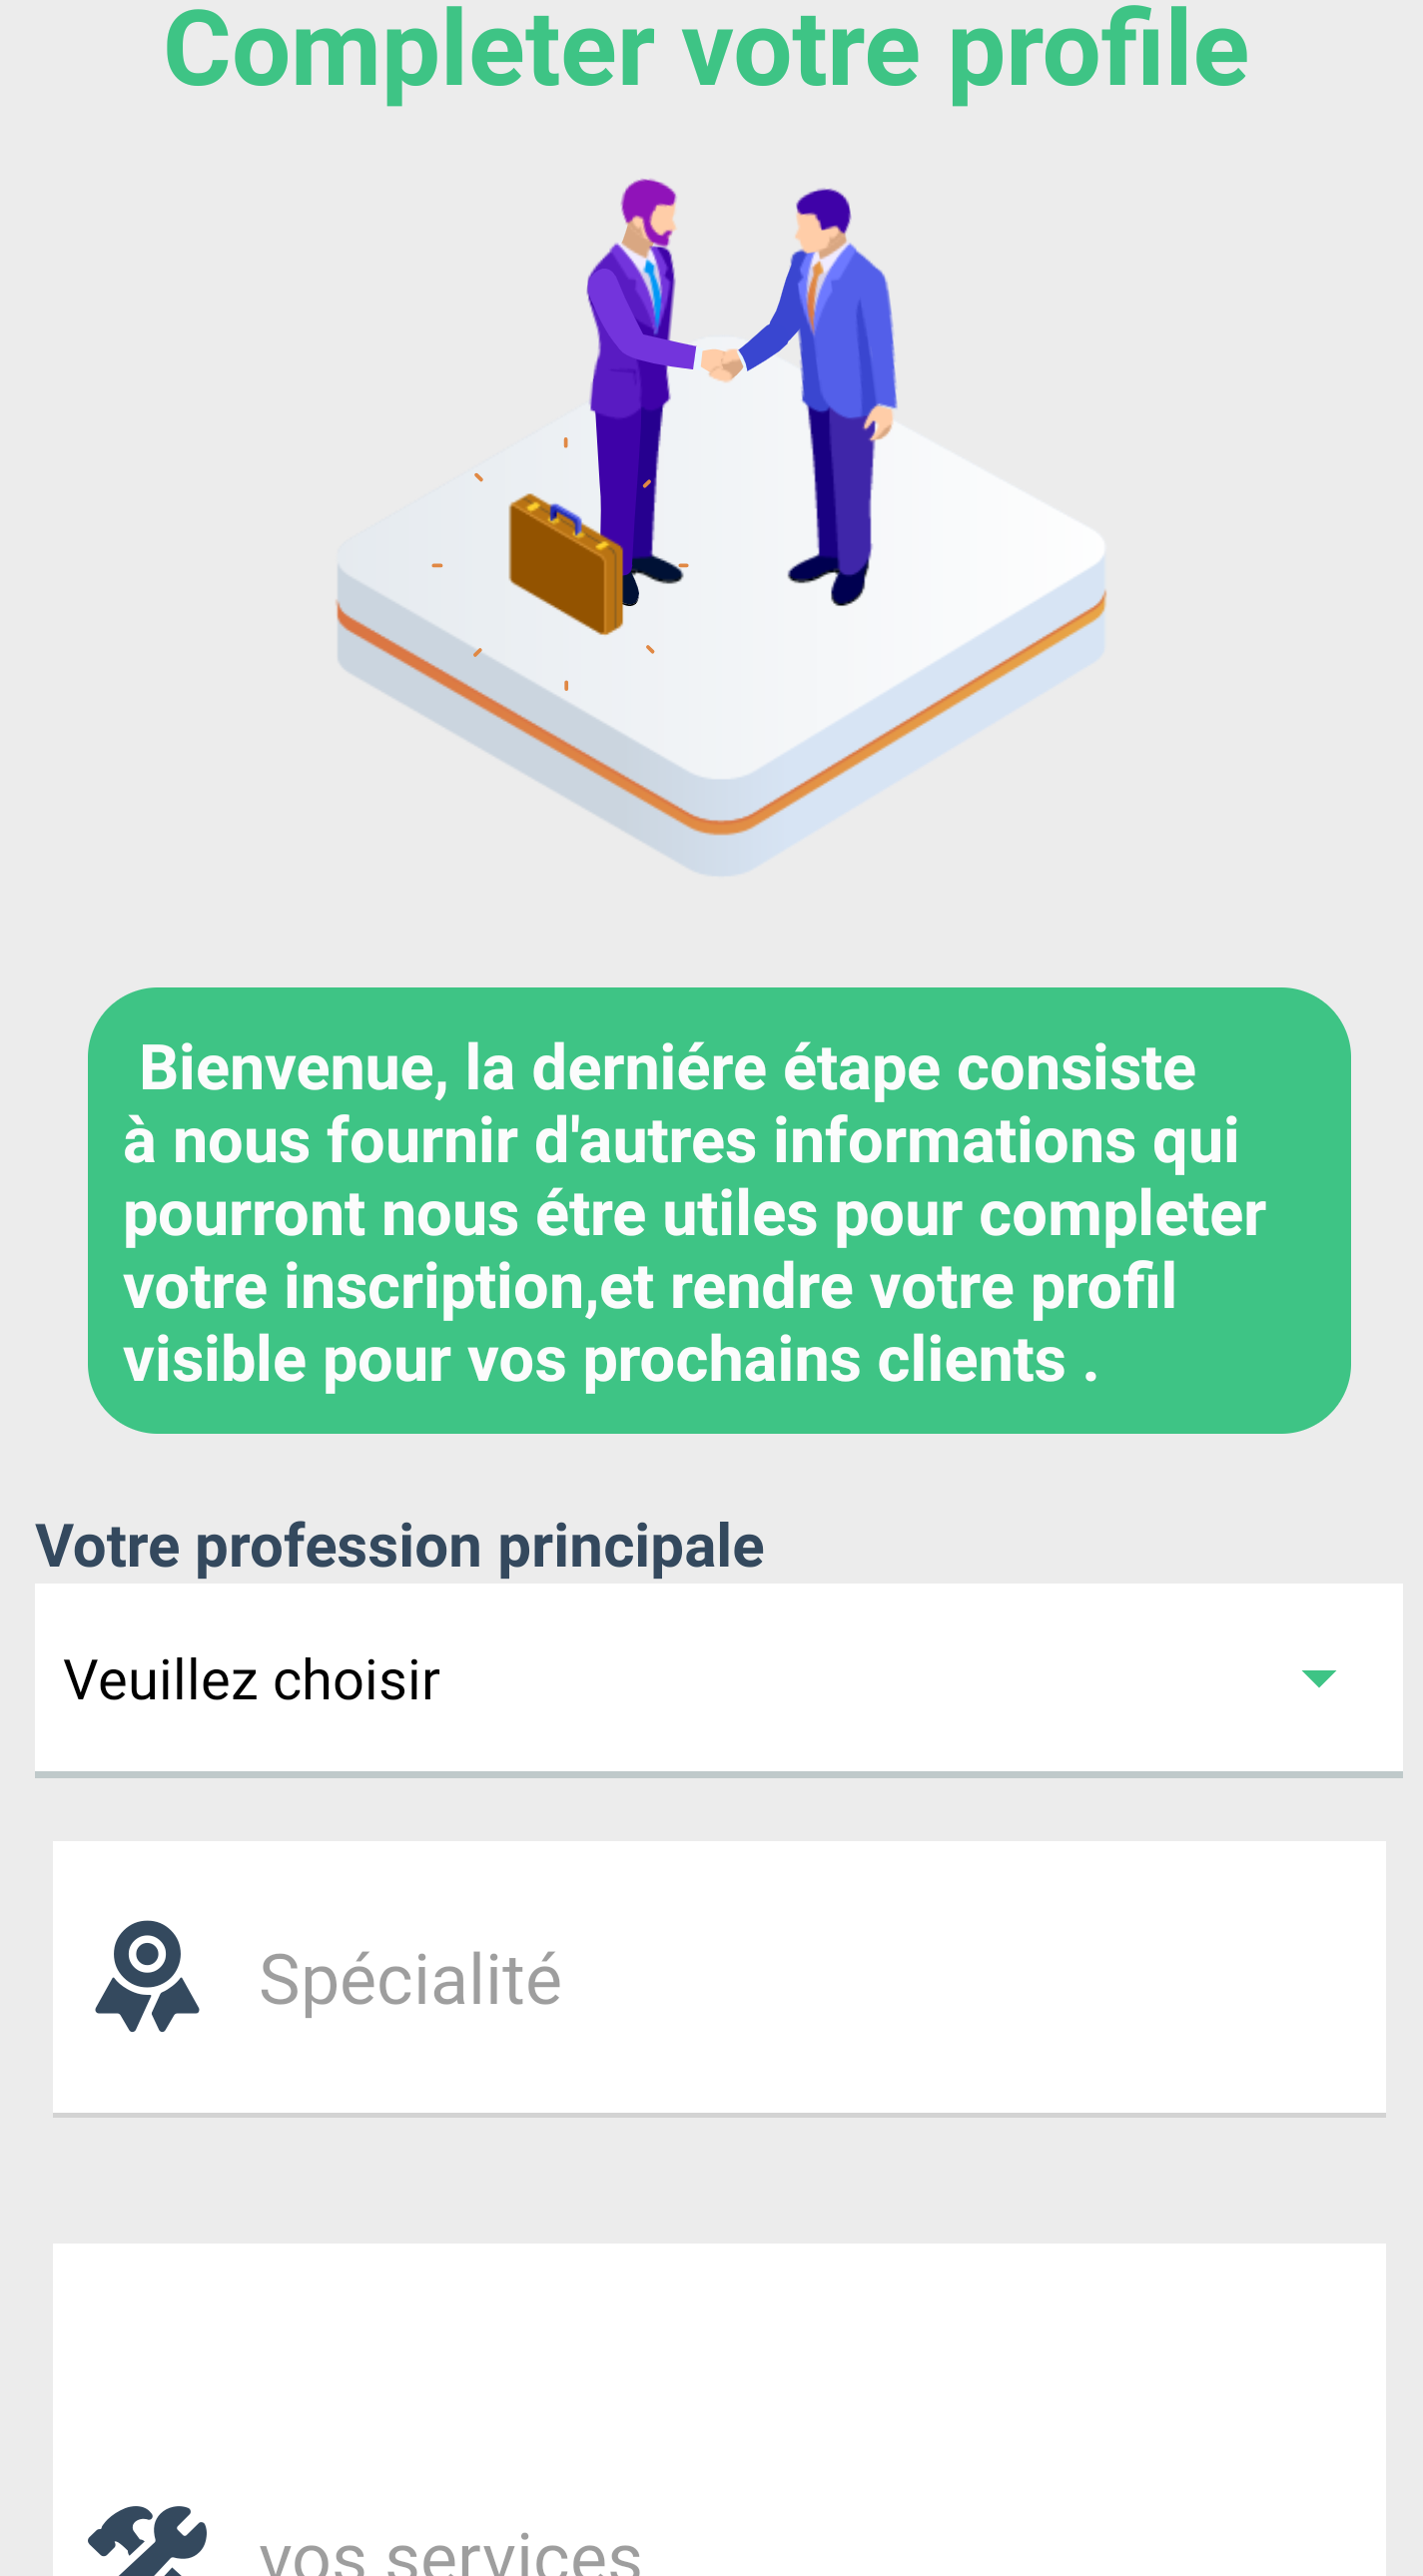 Completer votre profile
Bienvenue, la derniére étape consiste
à nous fournir d'autres informations qui
pourront nous étre utiles pour completer
votre inscription,et rendre votre profil
visible pour vos prochains clients .
Votre profession principale
Veuillez choisir
Spécialité
vos services